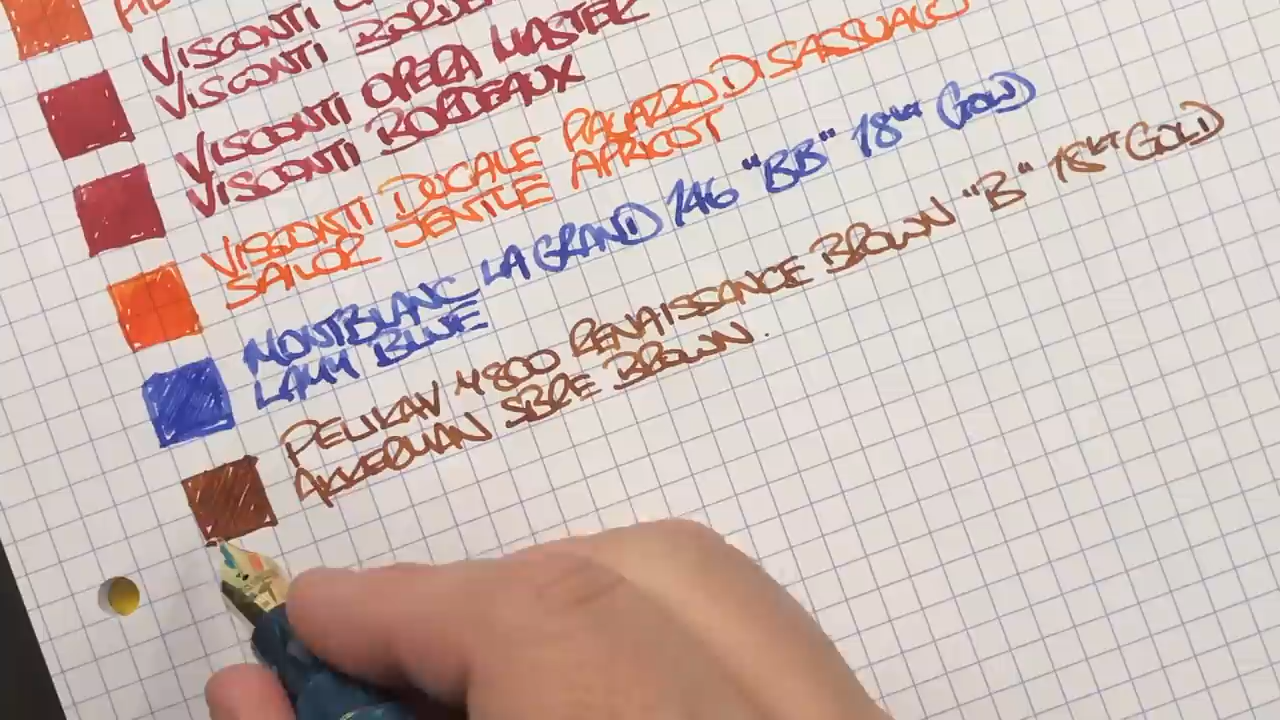 VISCONTI
VISCONTI
VISCONTI OPERA MASTER
VISCONTI BORDEAUX
VISCONTI DUCALE PALAZZO DI SASSUALO
SAILOR JENTLE APRICOT
MONTBLANC LA GRAND 146 "BB" 18kt GOLD
LAMY BLUE
PELIKAN M800 RENAISSANCE BROWN "B" 18KT GOLD
AKKERMAN SBRE BROWN.